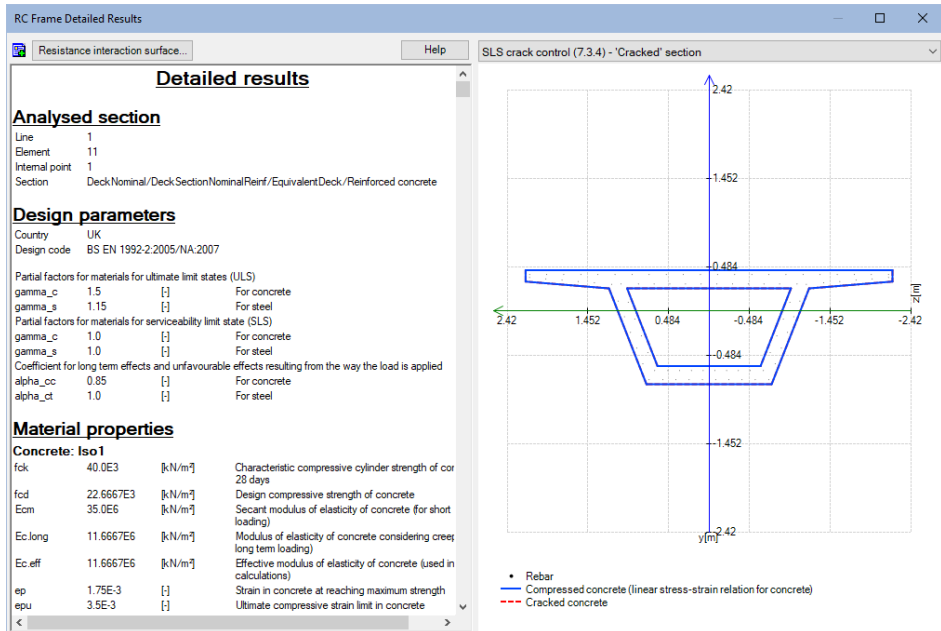 RC Frame Detailed Results
Resistance interaction surface...
Help
Detailed results
Analysed section
Line 1
Element 11
Internal point 1
Section DeckNominal/DeckSectionNominalReinf/EquivalentDeck/Reinforced concrete
Design parameters
Country UK
Design code BS EN 1992-2:2005/NA:2007
Partial factors for materials for ultimate limit states (ULS)
gamma_c 1.5 [-] For concrete
gamma_s 1.15 [-] For steel
Partial factors for materials for serviceability limit state (SLS)
gamma_c 1.0 [-] For concrete
gamma_s 1.0 [-] For steel
Coefficient for long term effects and unfavourable effects resulting from the way the load is applied
alpha_cc 0.85 [-] For concrete
alpha_ct 1.0 [-] For steel
Material properties
Concrete: Iso1
fck 40.0E3 [kN/m²] Characteristic compressive cylinder strength of cor
28 days
fcd 22.6667E3 [kN/m²] Design compressive strength of concrete
Ecm 35.0E6 [kN/m²] Secant modulus of elasticity of concrete (for short
loading)
Ec.long 11.6667E6 [kN/m²] Modulus of elasticity of concrete considering creep
long term loading)
Ec.eff 11.6667E6 [kN/m²] Effective modulus of elasticity of concrete (used in
calculations)
ep 1.75E-3 [-] Strain in concrete at reaching maximum strength
epu 3.5E-3 [-] Ultimate compressive strain limit in concrete
SLS crack control (7.3.4) - 'Cracked' section
2.42
1.452
0.484
z[m]
2.42 1.452 0.484 -0.484 -1.452 -2.42
-0.484
-1.452
-2.42
y[m]
Rebar
Compressed concrete (linear stress-strain relation for concrete)
Cracked concrete